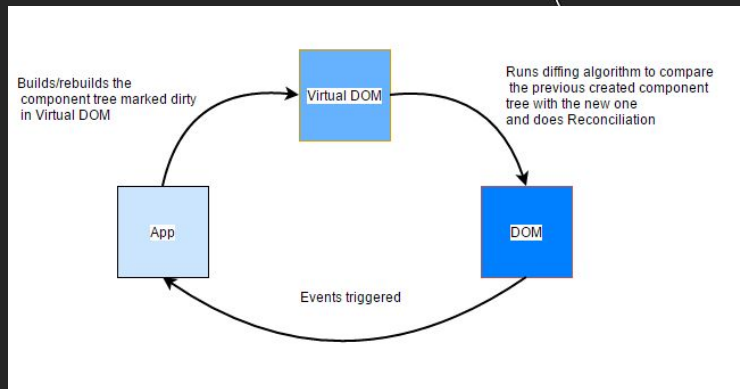 Builds/rebuilds the
component tree marked dirty
in Virtual DOM
Virtual DOM
Runs diffing algorithm to compare
the previous created component
tree with the new one
and does Reconciliation
App
DOM
Events triggered